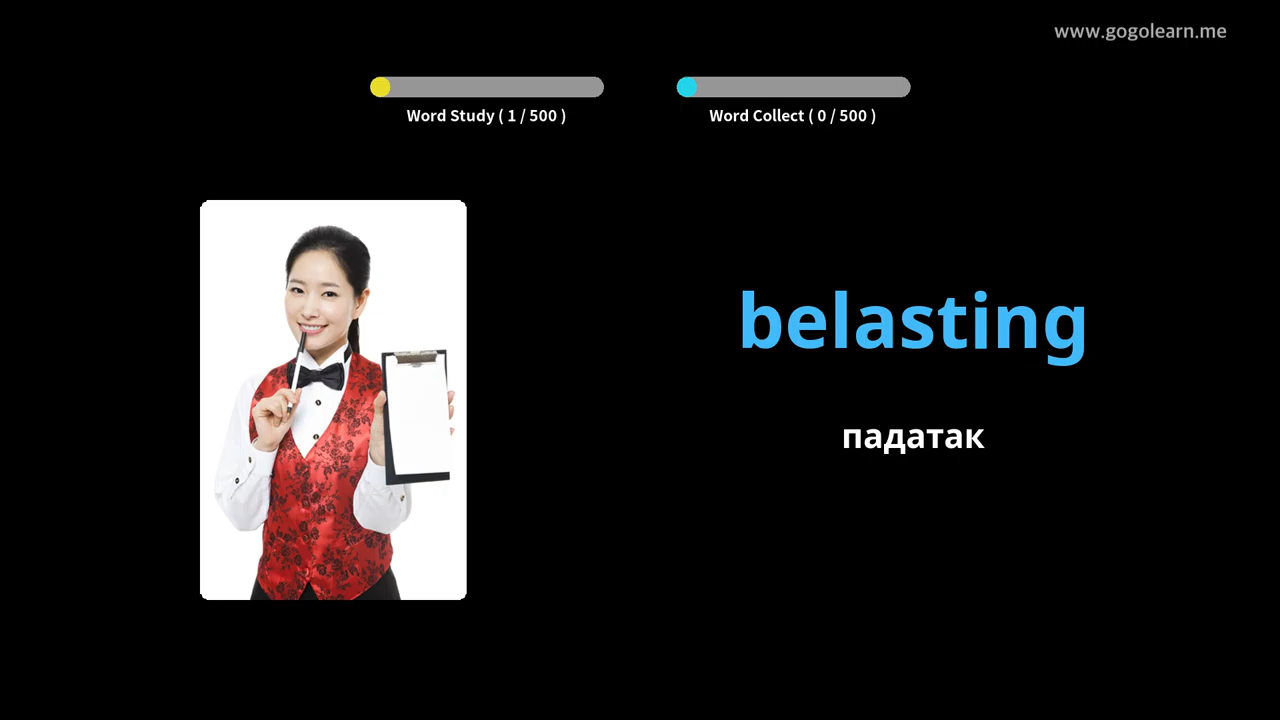 www.gogolearn.me
Word Study ( 1 / 500 )
Word Collect ( 0 / 500 )
belasting
падатак